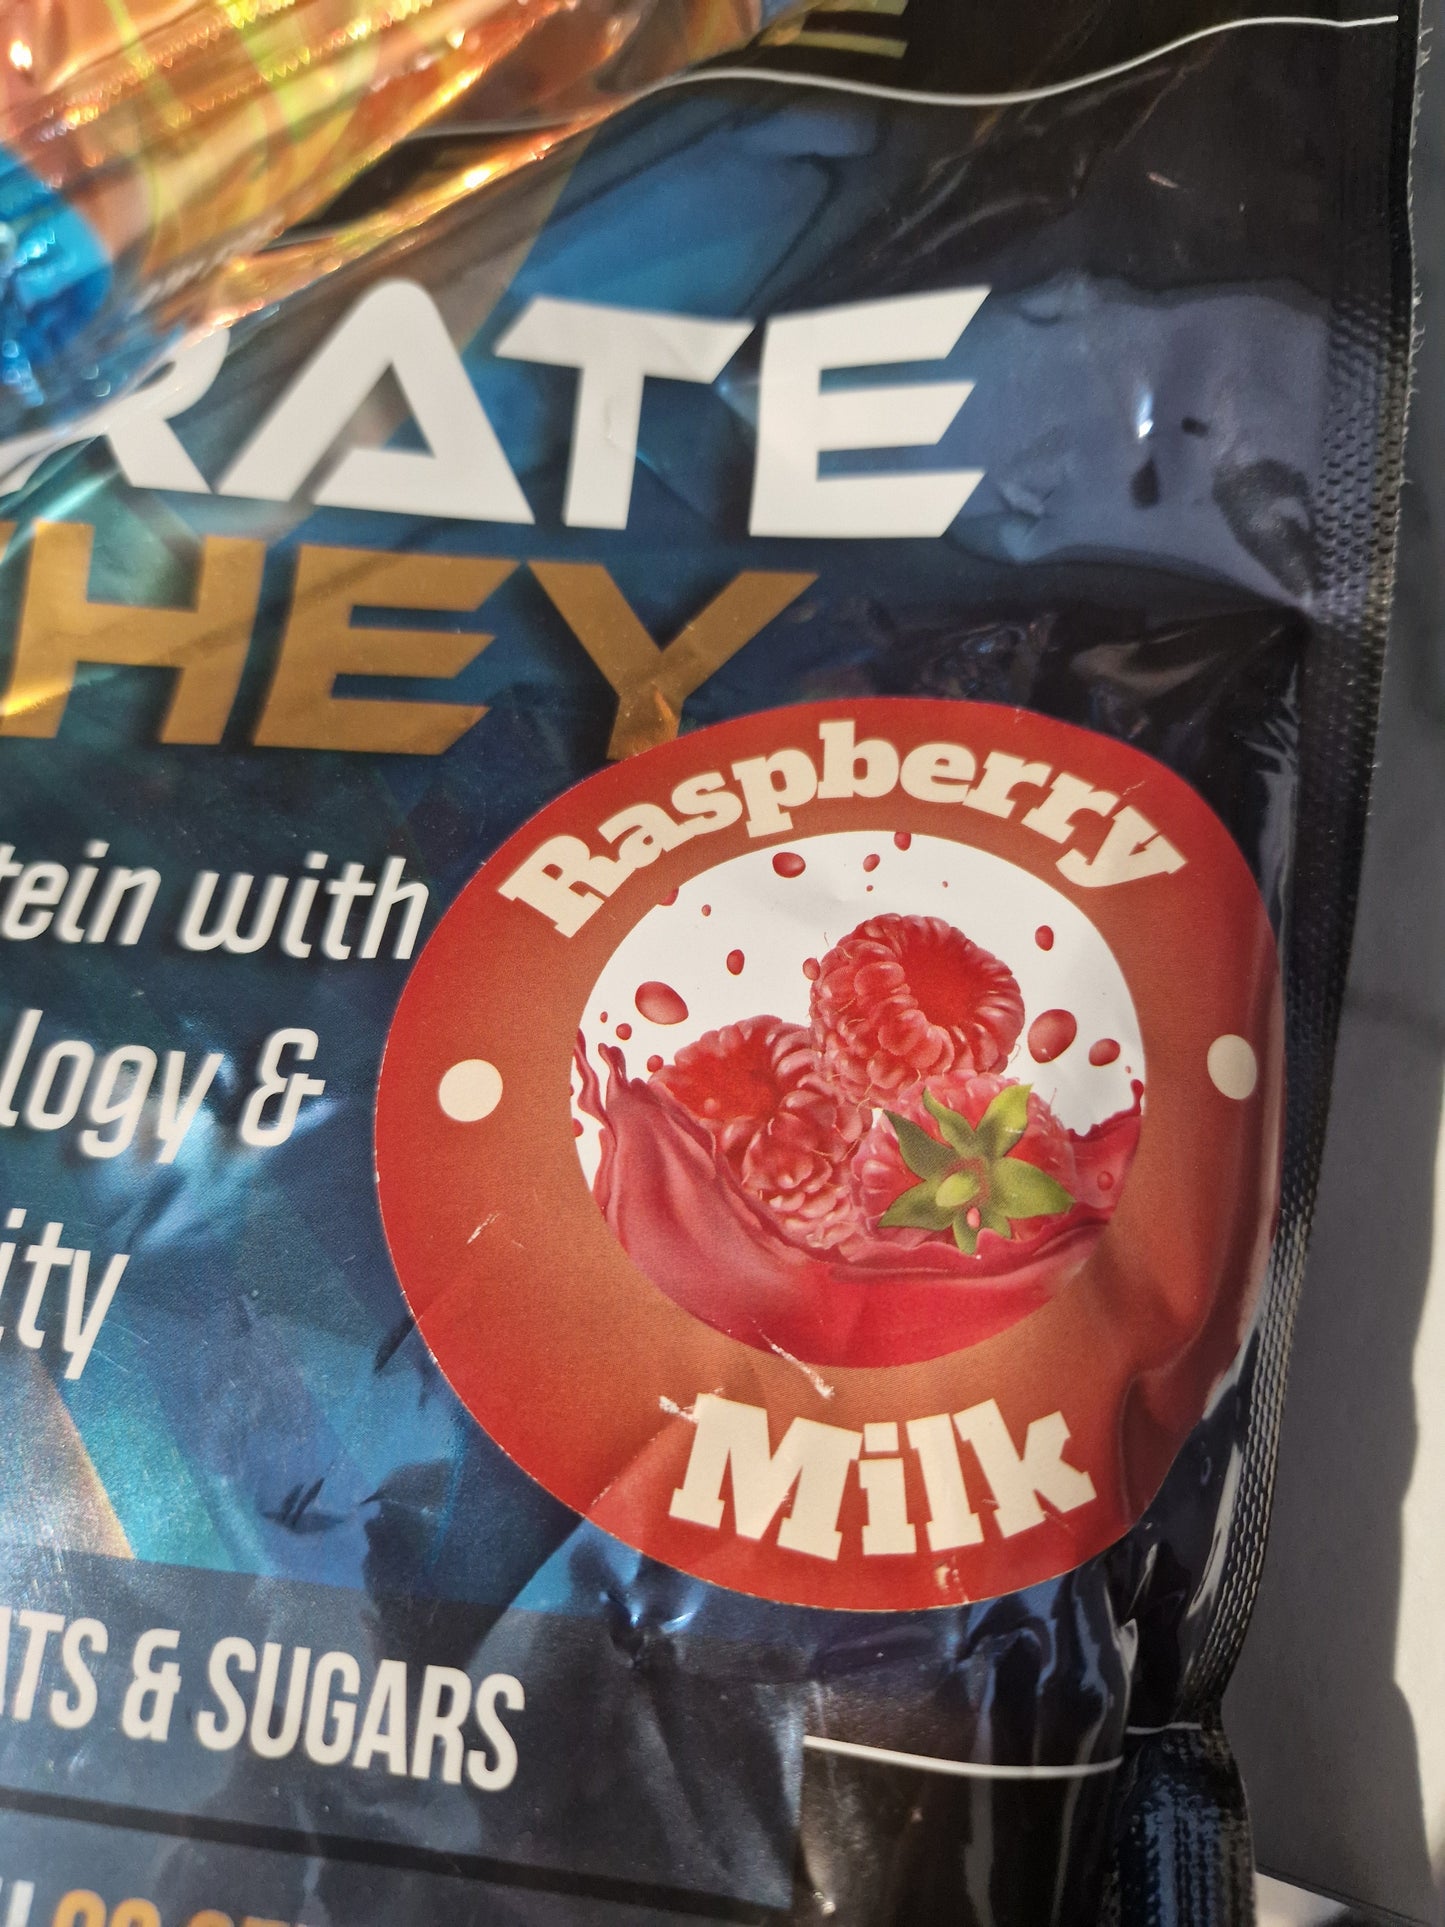 RATE
HEY
tein with
logy &
ity
Raspberry
Milk
ATS & SUGARS